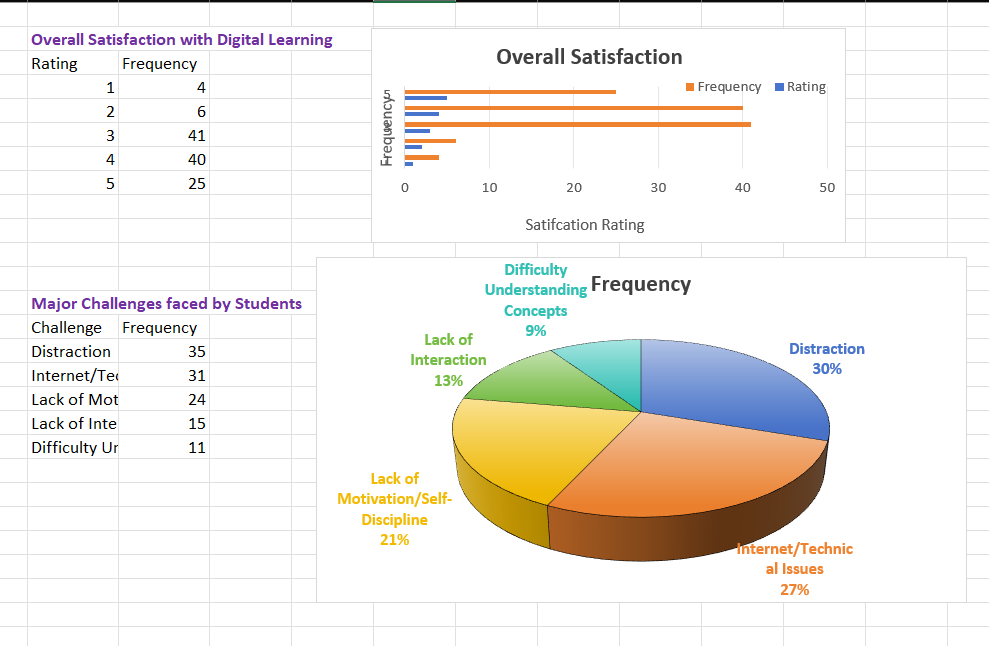 Overall Satisfaction with Digital Learning
Rating Frequency
1 4
2 6
3 41
4 40
5 25
Overall Satisfaction
Frequency Rating
5
Frequency
0 10 20 30 40 50
Satifcation Rating
Major Challenges faced by Students
Challenge Frequency
Distraction 35
Internet/Tec 31
Lack of Mot 24
Lack of Inte 15
Difficulty Ur 11
Frequency
Difficulty
Understanding
Concepts
9%
Lack of
Interaction
13%
Distraction
30%
Lack of
Motivation/Self-
Discipline
21%
Internet/Technic
al Issues
27%